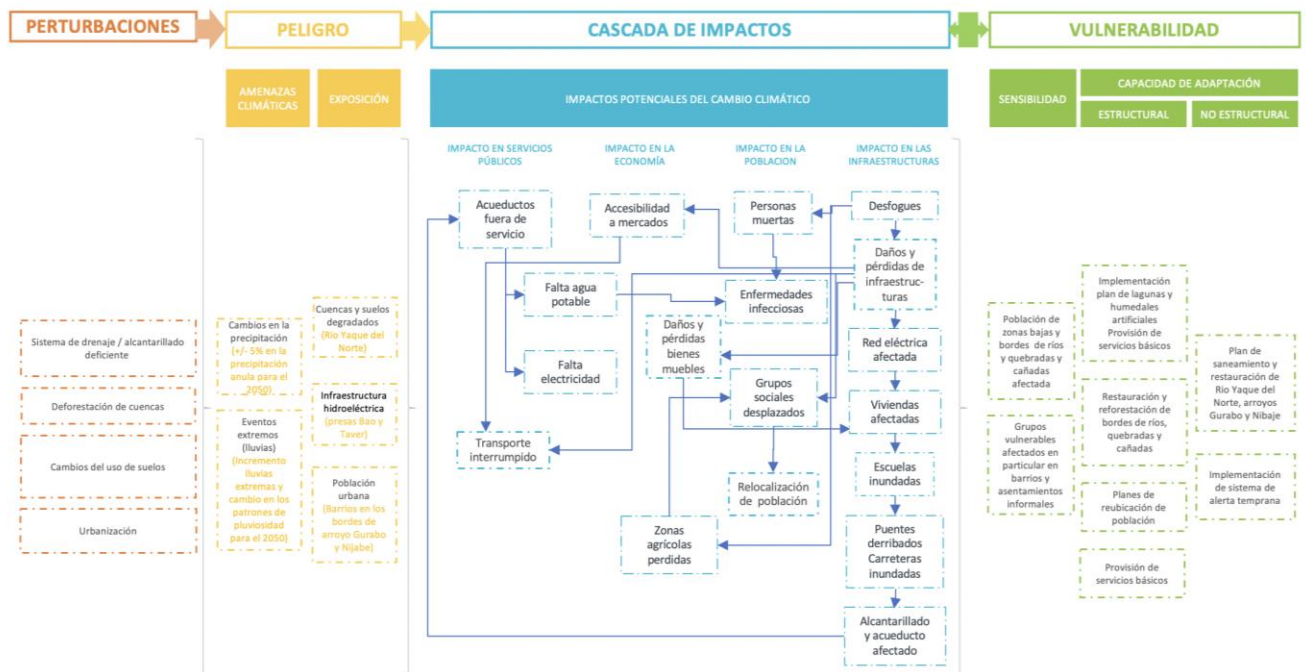 PERTURBACIONES
PELIGRO
CASCADA DE IMPACTOS
VULNERABILIDAD
AMENAZAS
CLIMÁTICAS
EXPOSICIÓN
IMPACTOS POTENCIALES DEL CAMBIO CLIMÁTICO
SENSIBILIDAD
CAPACIDAD DE ADAPTACIÓN
ESTRUCTURAL
NO ESTRUCTURAL
Sistema de drenaje / alcantarillado
deficiente
Deforestación de cuencas
Cambios del uso de suelos
Urbanización
Cambios en la
precipitación
(+/- 5% en la
precipitación
anula para el
2050)
Eventos
extremos
(lluvias)
(Incremento
lluvias
extremas y
cambio en los
patrones de
pluviosidad
para el 2050)
Cuencas y suelos
degradados
(Rio Yaque del
Norte)
Infraestructura
hidroeléctrica
(presas Bao y
Taver)
Población
urbana
(Barrios en los
bordes de
arroyo Gurabo
y Nijabe)
IMPACTO EN SERVICIOS
PÚBLICOS
IMPACTO EN LA
ECONOMÍA
IMPACTO EN LA
POBLACION
IMPACTO EN LAS
INFRAESTRUCTURAS
Acueductos
fuera de
servicio
Accesibilidad
a mercados
Personas
muertas
Desfogues
Daños y
pérdidas de
infraestruc-
turas
Falta agua
potable
Enfermedades
infecciosas
Daños y
pérdidas
bienes
muebles
Red eléctrica
afectada
Falta
electricidad
Grupos
sociales
desplazados
Viviendas
afectadas
Transporte
interrumpido
Escuelas
inundadas
Relocalización
de población
Zonas
agrícolas
perdidas
Puentes
derribados
Carreteras
inundadas
Alcantarillado
y acueducto
afectado
Población de
zonas bajas y
bordes de ríos
y quebradas y
cañadas
afectada
Grupos
vulnerables
afectados en
particular en
barrios y
asentamientos
informales
Implementación
plan de lagunas y
humedales
artificiales
Provisión de
servicios básicos
Restauración y
reforestación de
bordes de ríos,
quebradas y
cañadas
Planes de
reubicación de
población
Provisión de
servicios básicos
Plan de
saneamiento y
restauración de
Rio Yaque del
Norte, arroyos
Gurabo y Nibaje
Implementación
de sistema de
alerta temprana